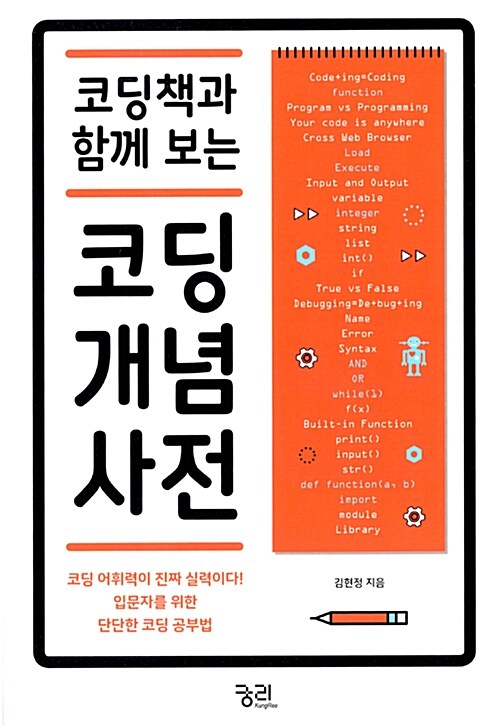 코딩책과
함께 보는
코딩
개념
사전
코딩 어휘력이 진짜 실력이다!
입문자를 위한
단단한 코딩 공부법
Code+ing=Coding
function
Program vs Programming
Your code is anywhere
Cross Web Browser
Load
Execute
Input and Output
variable
integer
string
list
int()
if
True vs False
Debugging=De+bug+ing
Name
Error
Syntax
AND
OR
while(1)
f(x)
Built-in Function
print()
input()
str()
def function(a, b)
import
module
Library
김현정 지음
궁리
KungRee